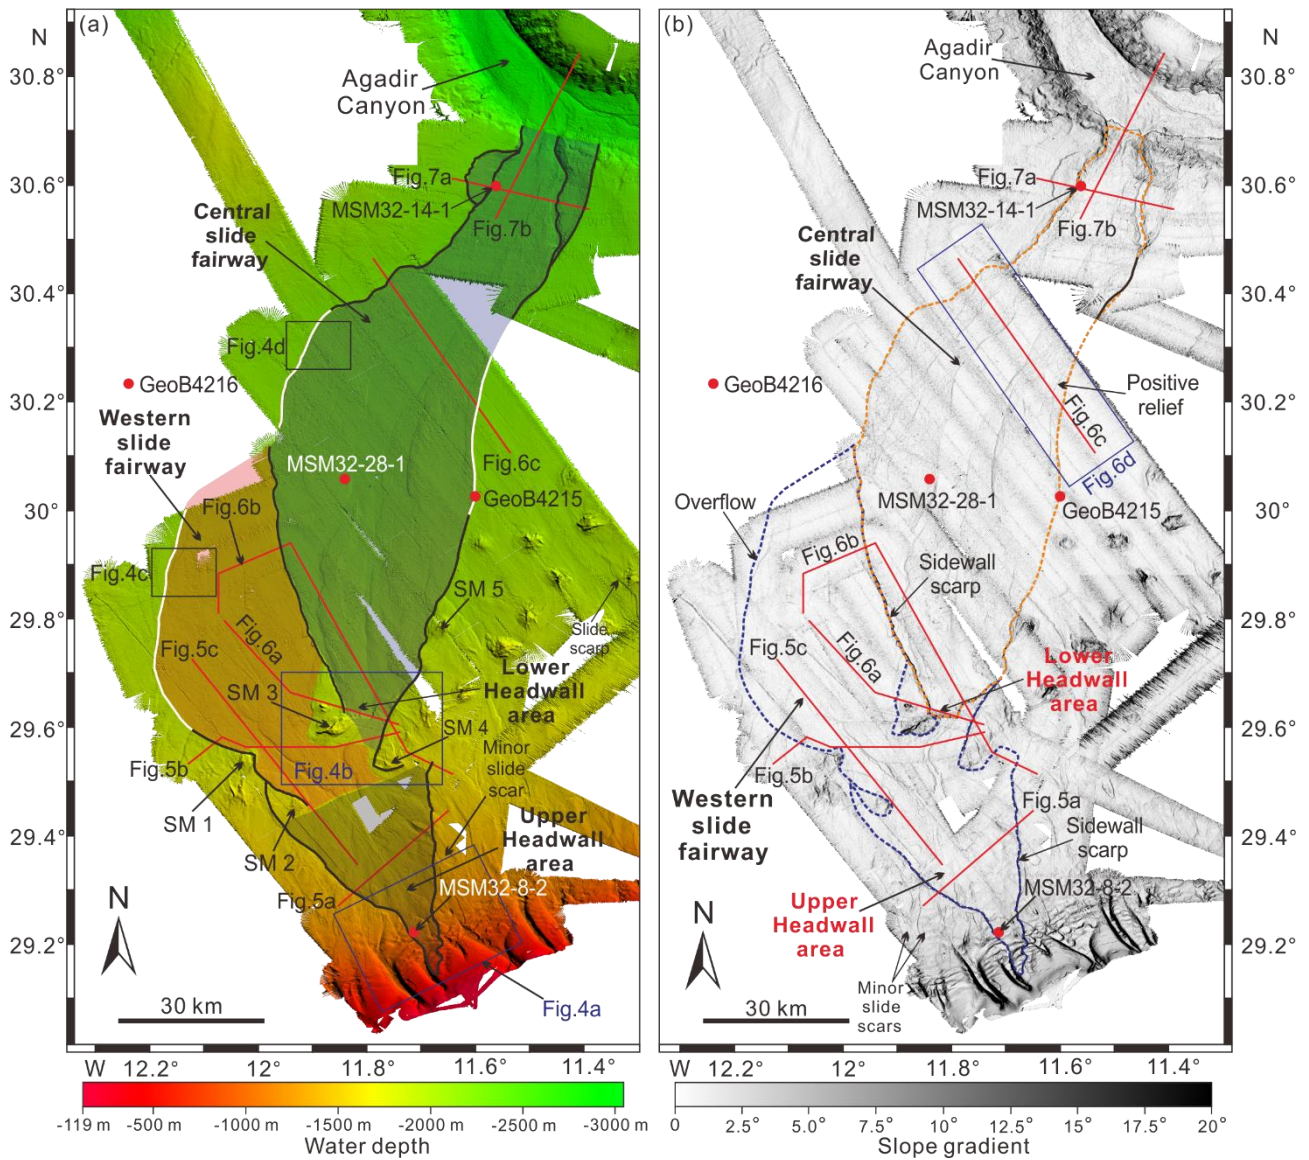 (a)
N
30.8°
30.6°
30.4°
30.2°
30°
29.8°
29.6°
29.4°
29.2°
Agadir
Canyon
Fig.7a
MSM32-14-1
Fig.7b
Central
slide
fairway
Fig.4d
GeoB4216
Western
slide
fairway
MSM32-28-1
Fig.6c
GeoB4215
Fig.6b
Fig.4c
SM 5
Slide
scarp
Fig.5c
Fig.6a
Lower
Headwall
area
SM 3
SM 4
Minor
slide
scar
Fig.5b
Fig.4b
SM 1
SM 2
Upper
Headwall
area
Fig.5a
MSM32-8-2
N
30 km
Fig.4a
W
12.2°
12°
11.8°
11.6°
11.4°
-119 m
-500 m
-1000 m
-1500 m
-2000 m
-2500 m
-3000 m
Water depth
(b)
N
30.8°
30.6°
30.4°
30.2°
30°
29.8°
29.6°
29.4°
29.2°
Agadir
Canyon
Fig.7a
MSM32-14-1
Fig.7b
Central
slide
fairway
GeoB4216
Positive
relief
Fig.6c
Fig.6d
MSM32-28-1
GeoB4215
Overflow
Fig.6b
Sidewall
scarp
Fig.5c
Fig.6a
Lower
Headwall
area
Fig.5b
Western
slide
fairway
Fig.5a
Sidewall
scarp
MSM32-8-2
Upper
Headwall
area
N
Minor
slide
scars
30 km
W
12.2°
12°
11.8°
11.6°
11.4°
0
2.5°
5.0°
7.5°
10°
12.5°
15°
17.5°
20°
Slope gradient